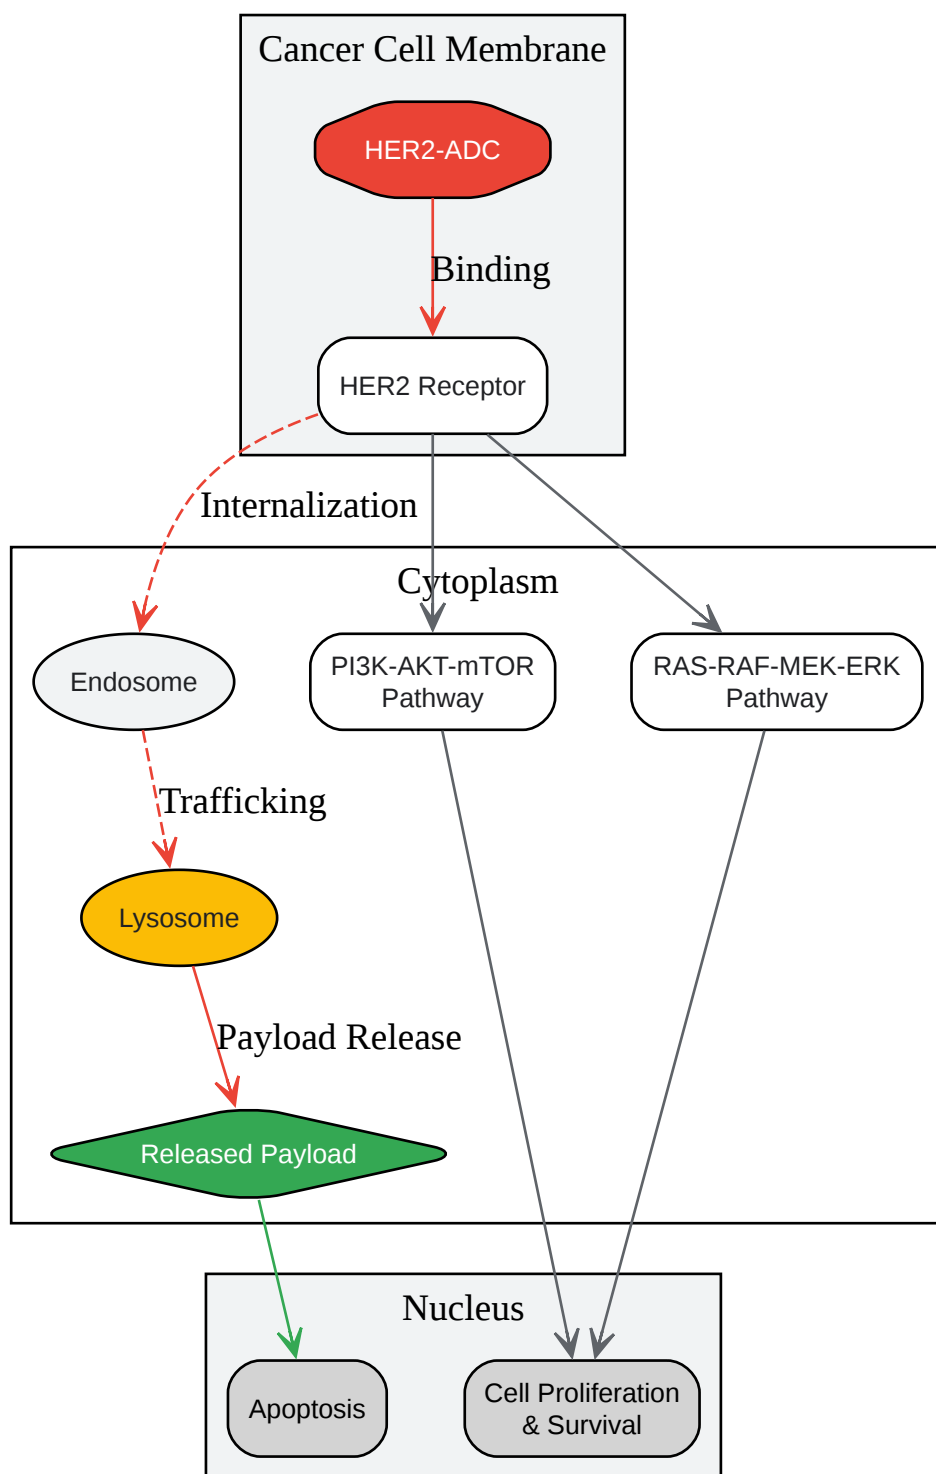 Cancer Cell Membrane
HER2-ADC
Binding
HER2 Receptor
Internalization
Cytoplasm
Endosome
PI3K-AKT-mTOR
Pathway
RAS-RAF-MEK-ERK
Pathway
Trafficking
Lysosome
Payload Release
Released Payload
Nucleus
Apoptosis
Cell Proliferation
& Survival